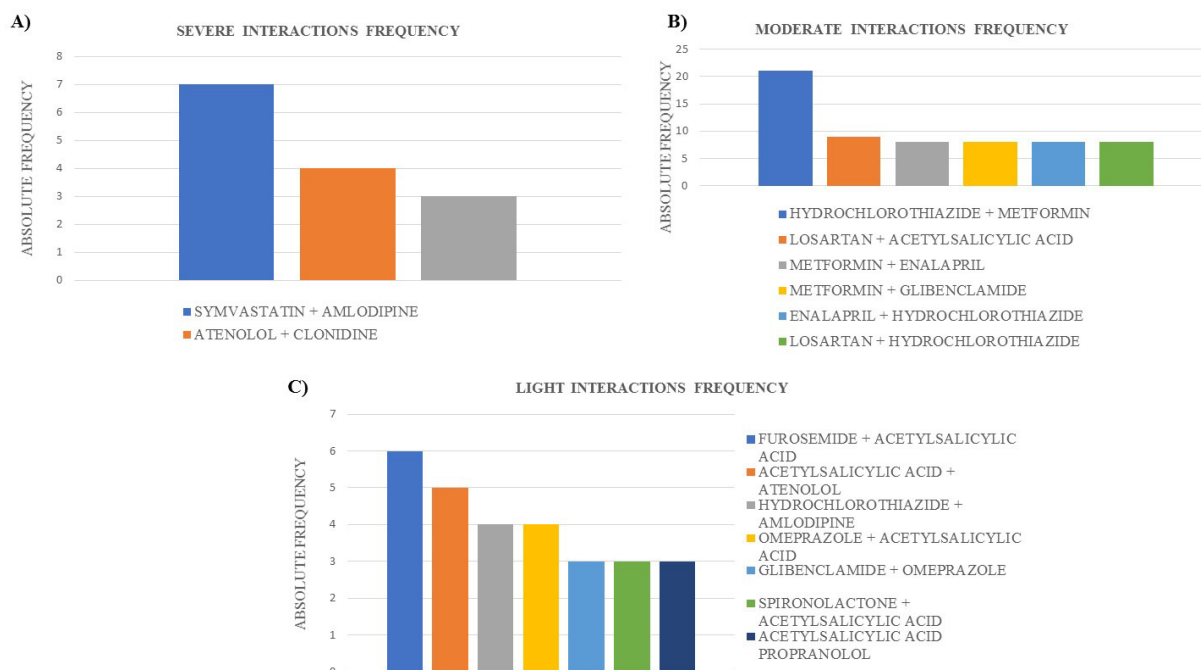 A)
SEVERE INTERACTIONS FREQUENCY
ABSOLUTE FREQUENCY
8
7
6
5
4
3
2
1
0
SYMVASTATIN + AMLODIPINE
ATENOLOL + CLONIDINE
B)
MODERATE INTERACTIONS FREQUENCY
ABSOLUTE FREQUENCY
25
20
15
10
5
0
HYDROCHLOROTHIAZIDE + METFORMIN
LOSARTAN + ACETYLSALICYLIC ACID
METFORMIN + ENALAPRIL
METFORMIN + GLIBENCLAMIDE
ENALAPRIL + HYDROCHLOROTHIAZIDE
LOSARTAN + HYDROCHLOROTHIAZIDE
C)
LIGHT INTERACTIONS FREQUENCY
ABSOLUTE FREQUENCY
7
6
5
4
3
2
1
0
FUROSEMIDE + ACETYLSALICYLIC
ACID
ACETYLSALICYLIC ACID +
ATENOLOL
HYDROCHLOROTHIAZIDE +
AMLODIPINE
OMEPRAZOLE + ACETYLSALICYLIC
ACID
GLIBENCLAMIDE + OMEPRAZOLE
SPIRONOLACTONE +
ACETYLSALICYLIC ACID
ACETYLSALICYLIC ACID
PROPRANOLOL